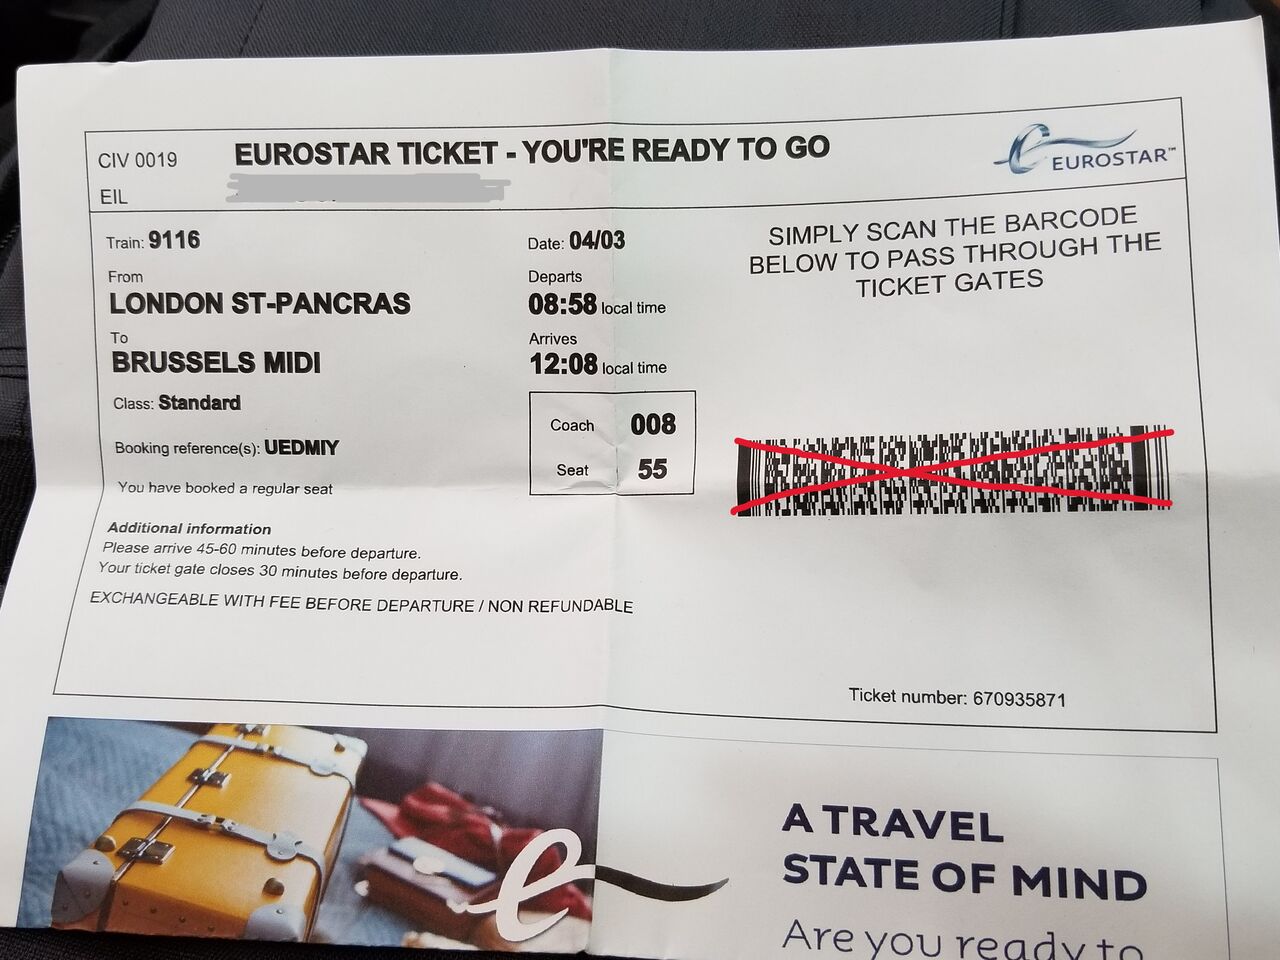 CIV 0019
EIL
EUROSTAR TICKET - YOU'RE READY TO GO
EUROSTAR™
Train: 9116
Date: 04/03
From
LONDON ST-PANCRAS
Departs
08:58 local time
To
BRUSSELS MIDI
Arrives
12:08 local time
Class: Standard
Coach 008
Booking reference(s): UEDMIY
Seat 55
You have booked a regular seat
Additional information
Please arrive 45-60 minutes before departure.
Your ticket gate closes 30 minutes before departure.
EXCHANGEABLE WITH FEE BEFORE DEPARTURE / NON REFUNDABLE
SIMPLY SCAN THE BARCODE
BELOW TO PASS THROUGH THE
TICKET GATES
Ticket number: 670935871
e
A TRAVEL
STATE OF MIND
Are you ready to